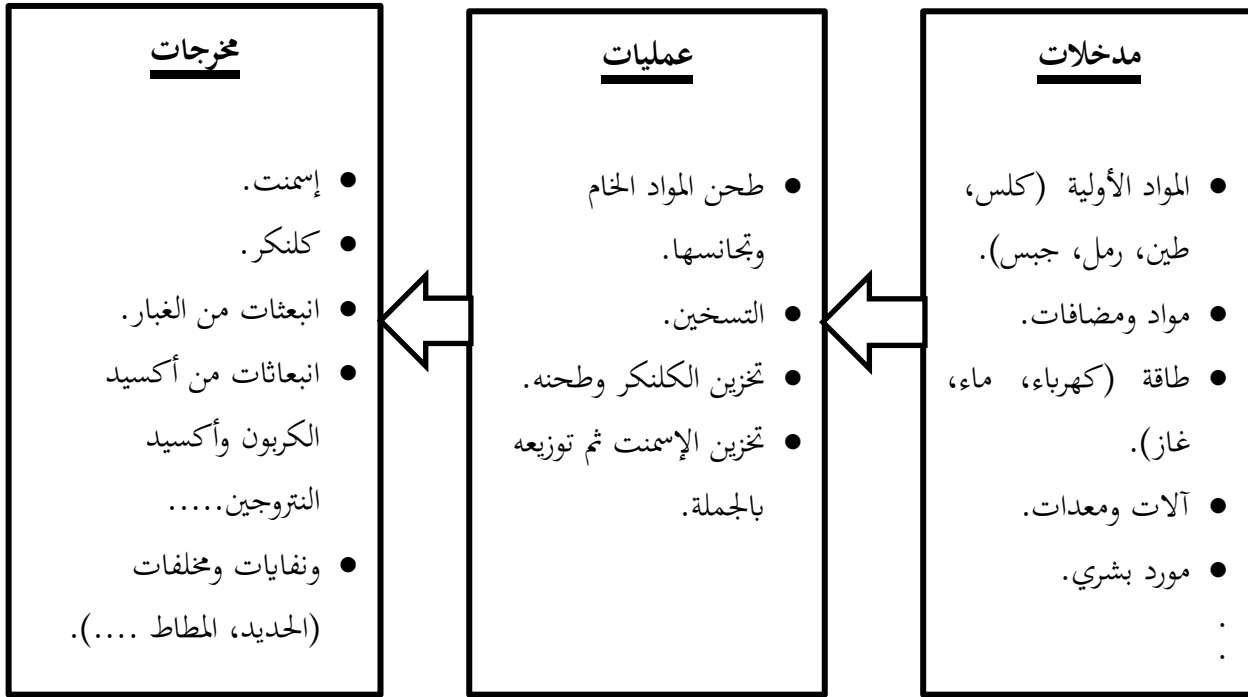 مدخلات
● المواد الأولية (كلس،
طين، رمل، جبس).
● مواد ومضافات.
● طاقة (كهرباء، ماء،
غاز).
● آلات ومعدات.
● مورد بشري.
.
.
عمليات
● طحن المواد الخام
وتجانسها.
● التسخين.
● تخزين الكلنكر وطحنه.
● تخزين الإسمنت ثم توزيعه
بالجملة.
مخرجات
● إسمنت.
● كلنكر.
● انبعثات من الغبار.
● انبعاثات من أكسيد
الكربون وأكسيد
النتروجين.....
● ونفايات ومخلفات
(الحديد، المطاط ....).